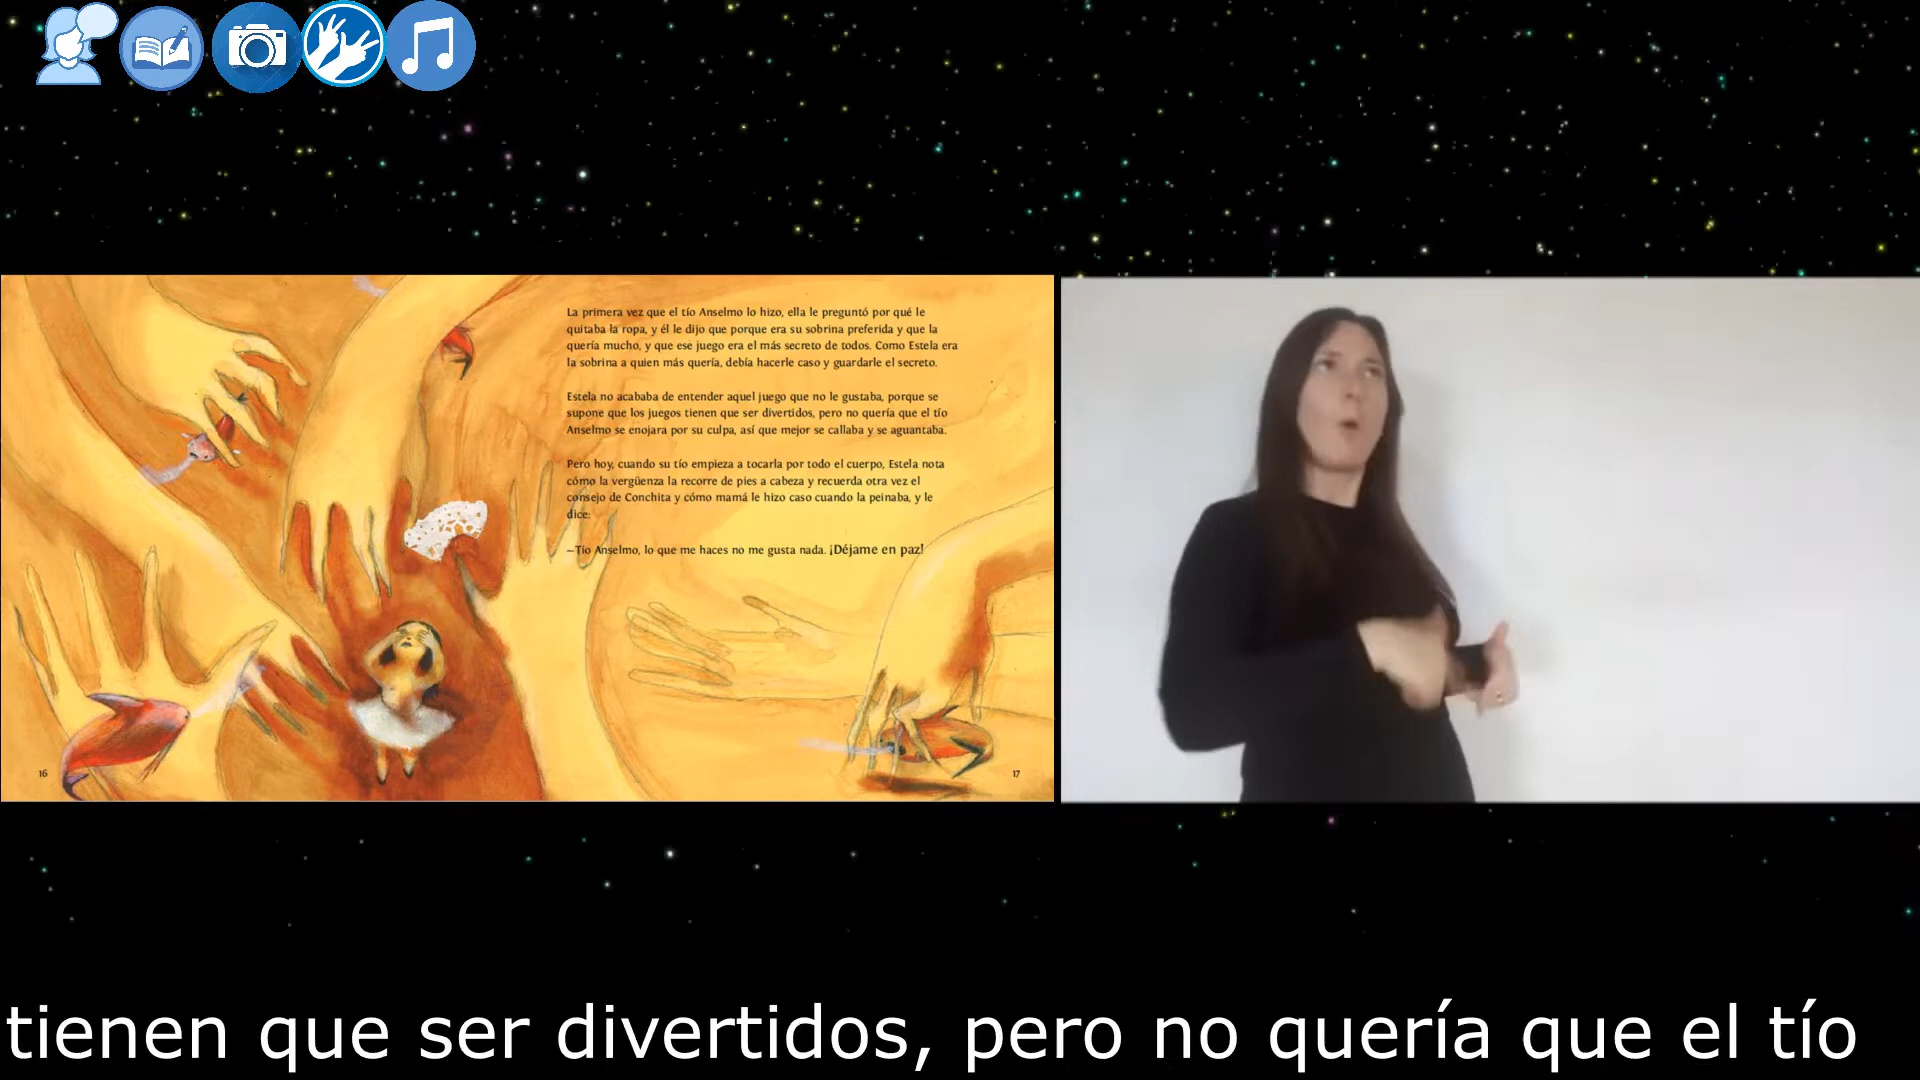 La primera vez que el tío Anselmo lo hizo, ella le preguntó por qué le
quitaba la ropa, y él le dijo que porque era su sobrina preferida y que la
quería mucho, y que ese juego era el más secreto de todos. Como Estela era
la sobrina a quien más quería, debía hacerle caso y guardarle el secreto.
Estela no acababa de entender aquel juego que no le gustaba, porque se
supone que los juegos tienen que ser divertidos, pero no quería que el tío
Anselmo se enojara por su culpa, así que mejor se callaba y se aguantaba.
Pero hoy, cuando su tío empieza a tocarla por todo el cuerpo, Estela nota
cómo la vergüenza la recorre de pies a cabeza y recuerda otra vez el
consejo de Conchita y cómo mamá le hizo caso cuando la peinaba, y le
dice:
—Tío Anselmo, lo que me haces no me gusta nada. ¡Déjame en paz!
16
17
tienen que ser divertidos, pero no quería que el tío